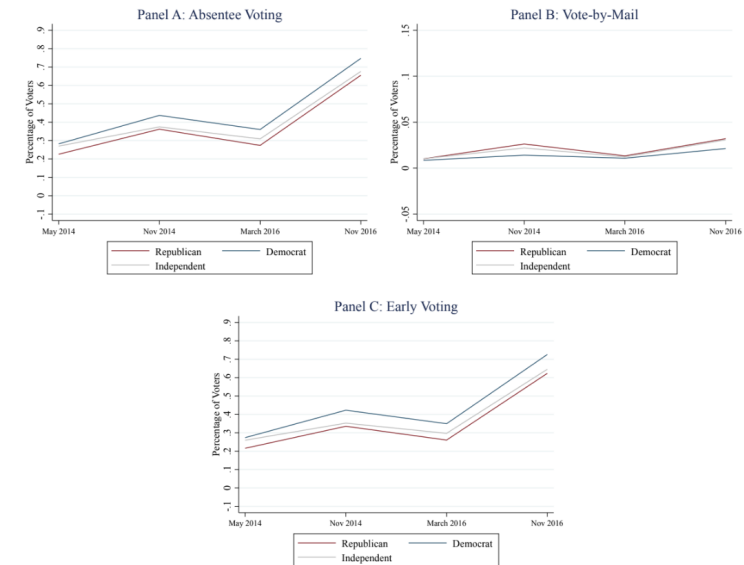 Panel A: Absentee Voting
Percentage of Voters
.9
.8
.7
.6
.5
.4
.3
.2
.1
0
-.1
May 2014 Nov 2014 March 2016 Nov 2016
Republican Democrat
Independent
Panel B: Vote-by-Mail
Percentage of Voters
.15
.1
.05
0
-.05
May 2014 Nov 2014 March 2016 Nov 2016
Republican Democrat
Independent
Panel C: Early Voting
Percentage of Voters
.9
.8
.7
.6
.5
.4
.3
.2
.1
0
-.1
May 2014 Nov 2014 March 2016 Nov 2016
Republican Democrat
Independent